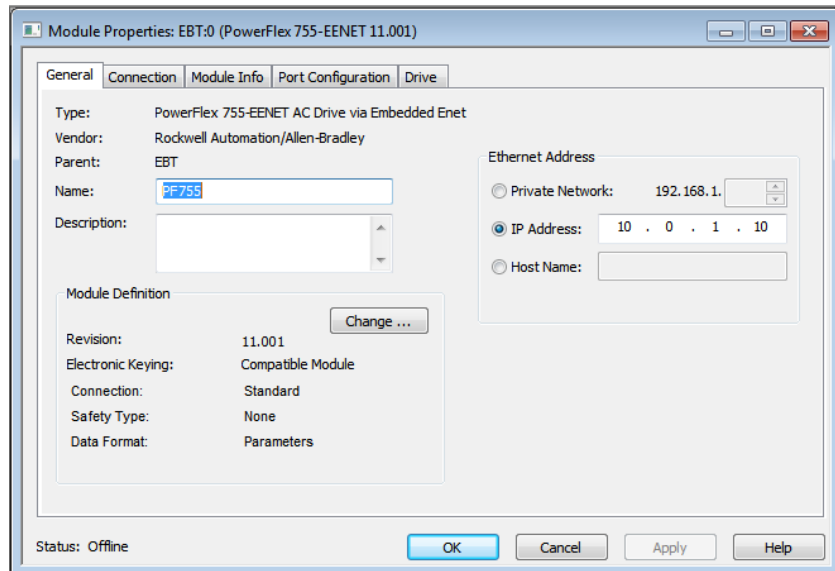 Module Properties: EBT:0 (PowerFlex 755-EENET 11.001)
General Connection Module Info Port Configuration Drive
Type: PowerFlex 755-EENET AC Drive via Embedded Enet
Vendor: Rockwell Automation/Allen-Bradley
Parent: EBT
Name: PF755
Description:
Ethernet Address
Private Network: 192.168.1.
IP Address: 10 . 0 . 1 . 10
Host Name:
Module Definition
Change ...
Revision: 11.001
Electronic Keying: Compatible Module
Connection: Standard
Safety Type: None
Data Format: Parameters
Status: Offline
OK Cancel Apply Help